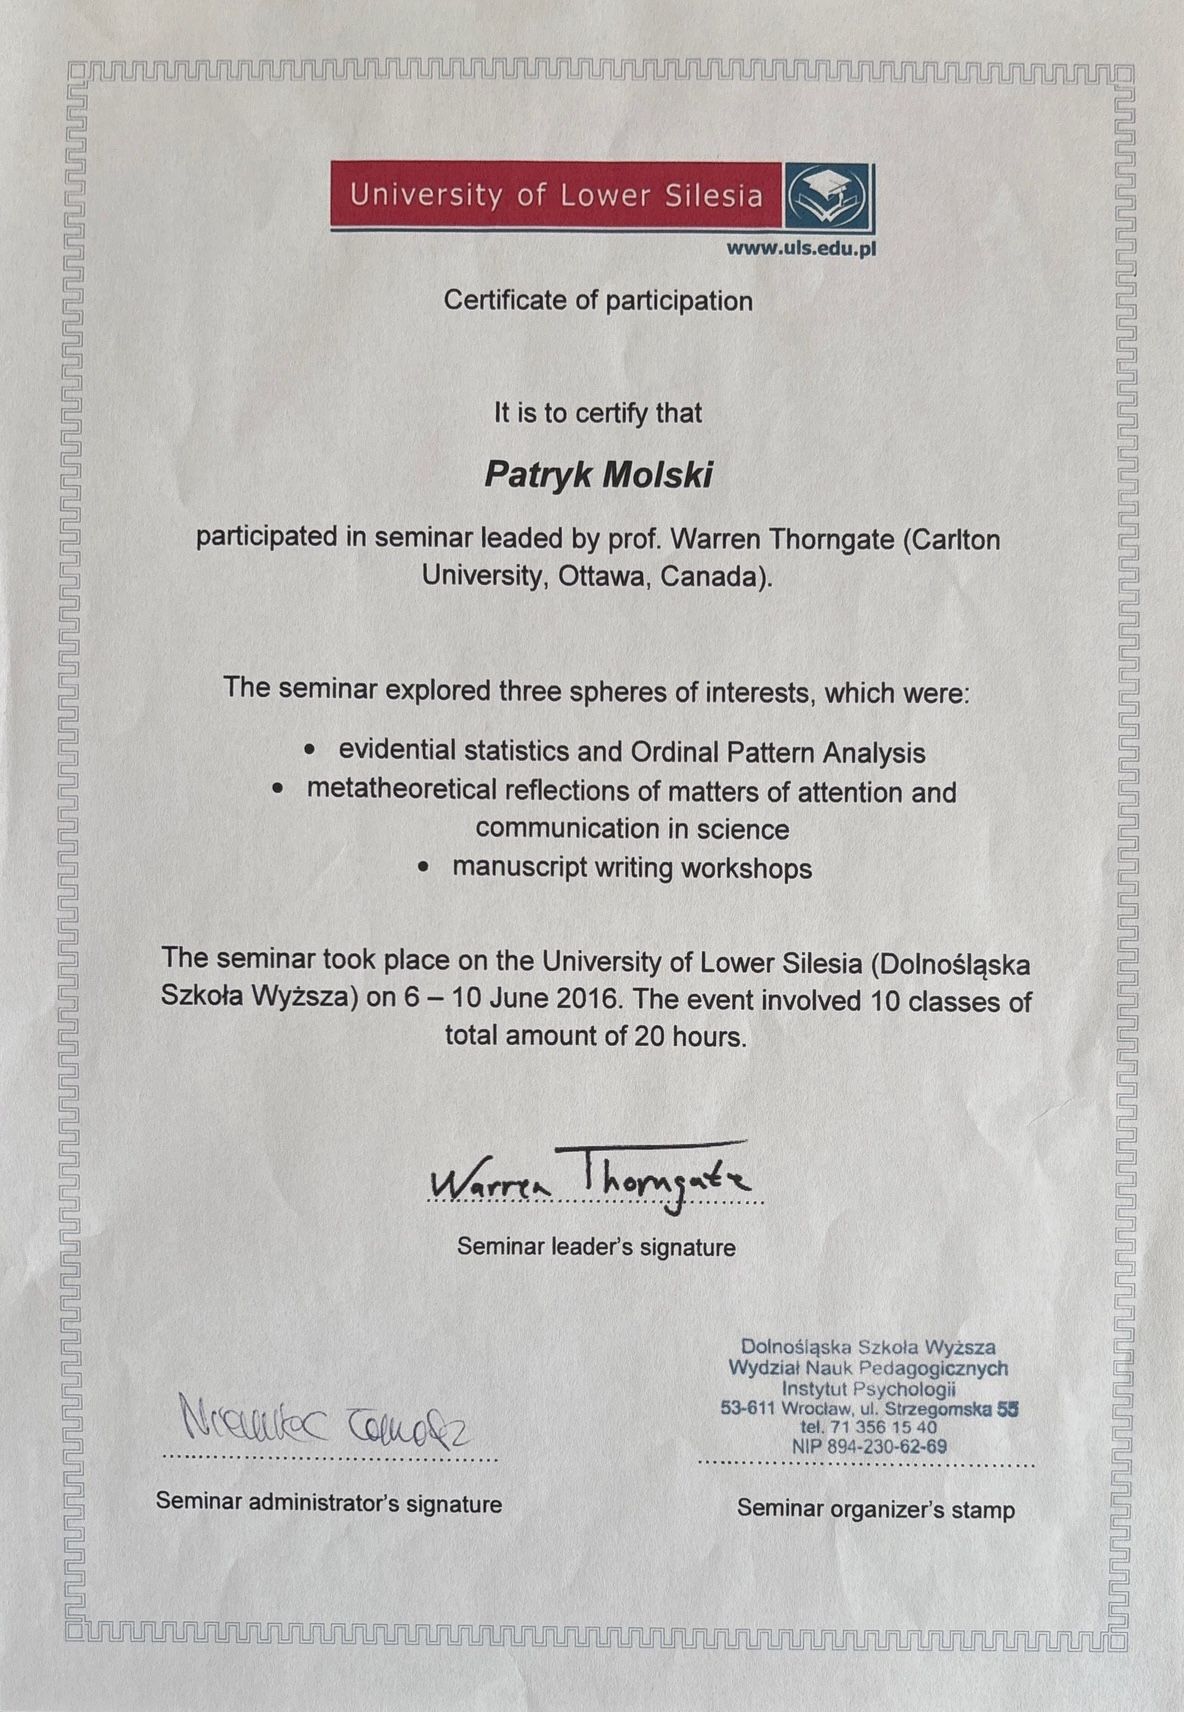 University of Lower Silesia
www.uls.edu.pl
Certificate of participation
It is to certify that
Patryk Molski
participated in seminar leaded by prof. Warren Thorngate (Carlton
University, Ottawa, Canada).
The seminar explored three spheres of interests, which were:
• evidential statistics and Ordinal Pattern Analysis
• metatheoretical reflections of matters of attention and
communication in science
• manuscript writing workshops
The seminar took place on the University of Lower Silesia (Dolnośląska
Szkoła Wyższa) on 6 – 10 June 2016. The event involved 10 classes of
total amount of 20 hours.
Warren Thorngate
Seminar leader's signature
Dolnośląska Szkoła Wyższa
Wydział Nauk Pedagogicznych
Instytut Psychologii
53-611 Wrocław, ul. Strzegomska 55
tel. 71 356 15 40
NIP 894-230-62-69
Seminar administrator's signature
Seminar organizer's stamp